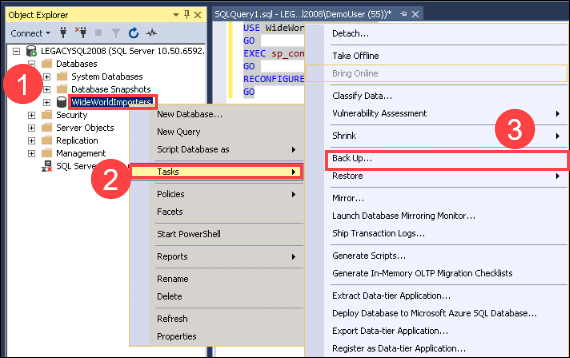 Object Explorer
Connect
LEGACYSQL2008 (SQL Server 10.50.6592.
Databases
System Databases
Database Snapshots
WideWorldImporters
Security
Server Objects
Replication
Management
SQL Serve
1
SQLQuery1.sql - LEG...l2008\DemoUser (55))*
USE WideWo
GO
EXEC sp_con
GO
RECONFIGURE
GO
New Database...
New Query
Script Database as
Tasks
Policies
Facets
Start PowerShell
Reports
Rename
Delete
Refresh
Properties
2
Detach...
Take Offline
Bring Online
Classify Data...
Vulnerability Assessment
Shrink
Back Up...
Restore
Mirror...
Launch Database Mirroring Monitor...
Ship Transaction Logs...
Generate Scripts...
Generate In-Memory OLTP Migration Checklists
Extract Data-tier Application...
Deploy Database to Microsoft Azure SQL Database...
Export Data-tier Application...
Register as Data-tier Application...
3